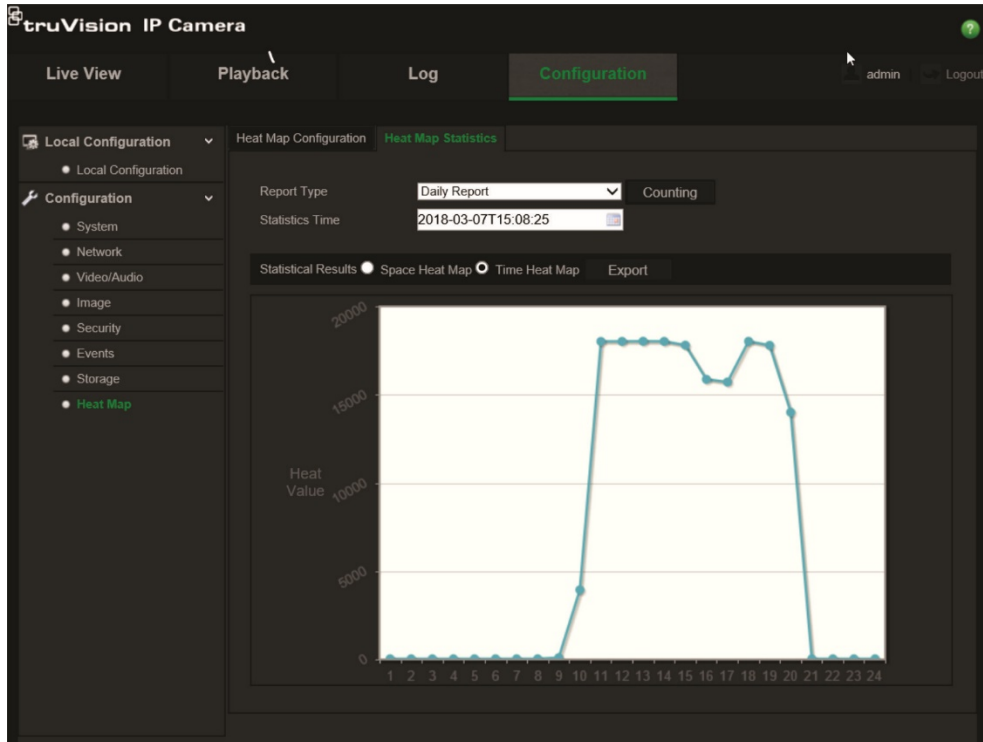 truVision IP Camera
?
Live View Playback Log Configuration admin Logout
Local Configuration
Local Configuration
Configuration
System
Network
Video/Audio
Image
Security
Events
Storage
Heat Map
Heat Map Configuration Heat Map Statistics
Report Type Daily Report Counting
Statistics Time 2018-03-07T15:08:25
Statistical Results Space Heat Map Time Heat Map Export
20000
15000
Heat
Value
10000
5000
0
1 2 3 4 5 6 7 8 9 10 11 12 13 14 15 16 17 18 19 20 21 22 23 24